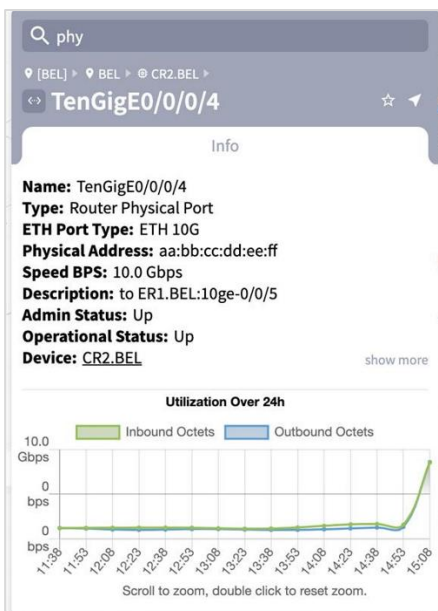 phy
[BEL] BEL CR2.BEL
TenGigE0/0/0/4
Info
Name: TenGigE0/0/0/4
Type: Router Physical Port
ETH Port Type: ETH 10G
Physical Address: aa:bb:cc:dd:ee:ff
Speed BPS: 10.0 Gbps
Description: to ER1.BEL:10ge-0/0/5
Admin Status: Up
Operational Status: Up
Device: CR2.BEL
show more
Utilization Over 24h
Inbound Octets Outbound Octets
10.0
Gbps
0
bps
0
bps
11:38 11:53 12:08 12:23 12:38 12:53 13:08 13:23 13:38 13:53 14:08 14:23 14:38 14:53 15:08
Scroll to zoom, double click to reset zoom.